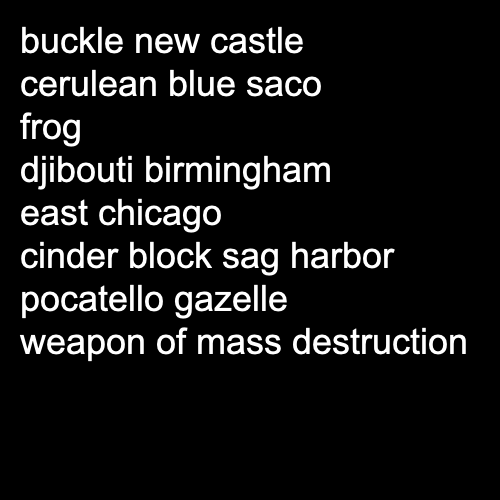 buckle new castle
cerulean blue saco
frog
djibouti birmingham
east chicago
cinder block sag harbor
pocatello gazelle
weapon of mass destruction